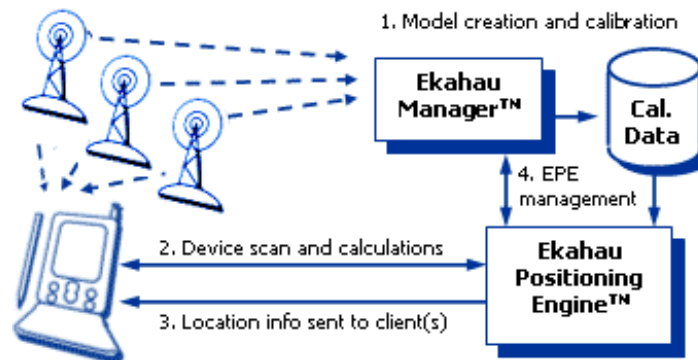 1. Model creation and calibration
Ekahau
Manager™
Cal.
Data
4. EPE
management
2. Device scan and calculations
Ekahau
Positioning
Engine™
3. Location info sent to client(s)